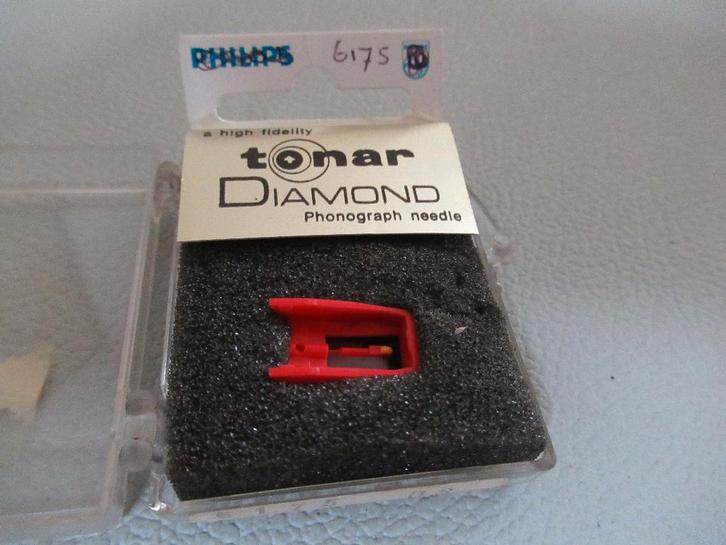 PHILIPS 6175
a high fidelity
tonar
DIAMOND
Phonograph needle